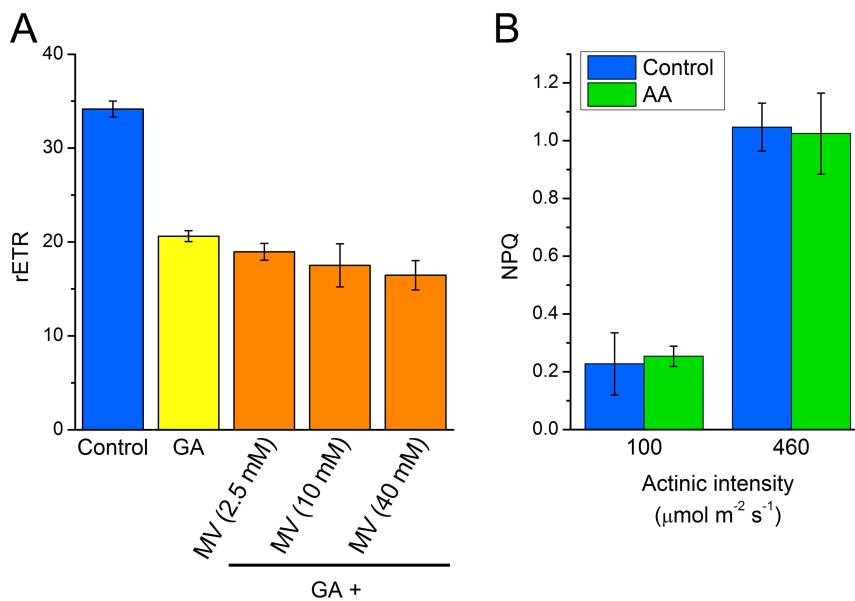 A
rETR
40
30
20
10
0
Control
GA
MV (2.5 mM)
MV (10 mM)
MV (40 mM)
GA +
B
Control
AA
NPQ
1.2
1.0
0.8
0.6
0.4
0.2
0.0
100
460
Actinic intensity
(μmol m⁻² s⁻¹)